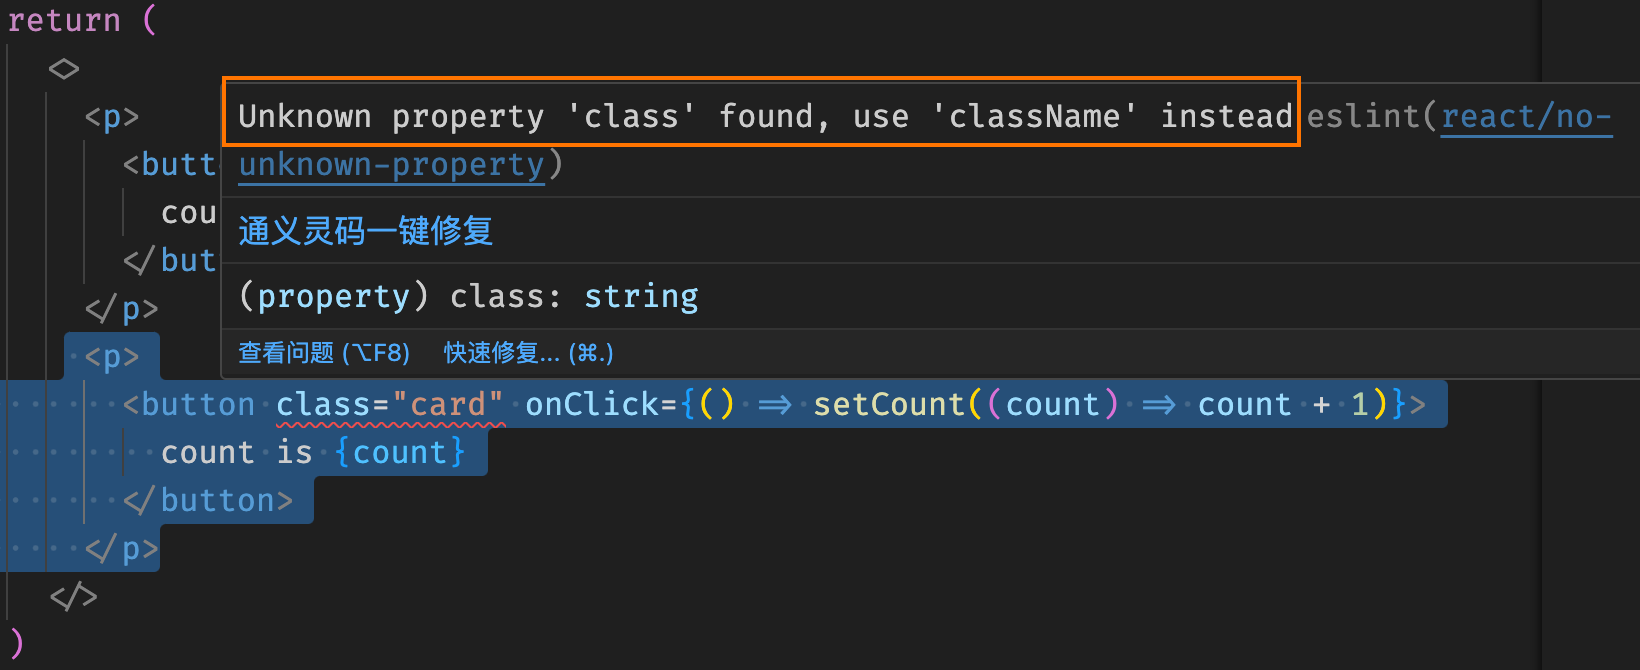 return (
<>
<p>
Unknown property 'class' found, use 'className' instead eslint(react/no-
<butt
unknown-property)
cou
通义灵码一键修复
</but
(property) class: string
</p>
查看问题 (⌥F8) 快速修复... (⌘.)
<p>
<button class="card" onClick={() => setCount((count) => count + 1)}>
count is {count}
</button>
</p>
</>
)